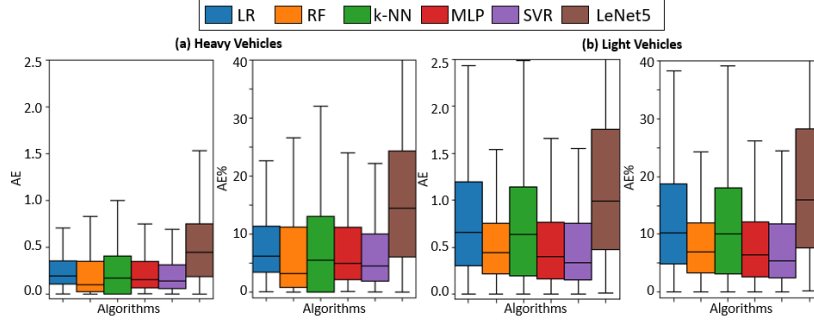 LR RF k-NN MLP SVR LeNet5
(a) Heavy Vehicles
(b) Light Vehicles
AE
2.5
2.0
1.5
1.0
0.5
0.0
Algorithms
AE%
40
30
20
10
0
Algorithms
AE
2.5
2.0
1.5
1.0
0.5
0.0
Algorithms
AE%
40
30
20
10
0
Algorithms